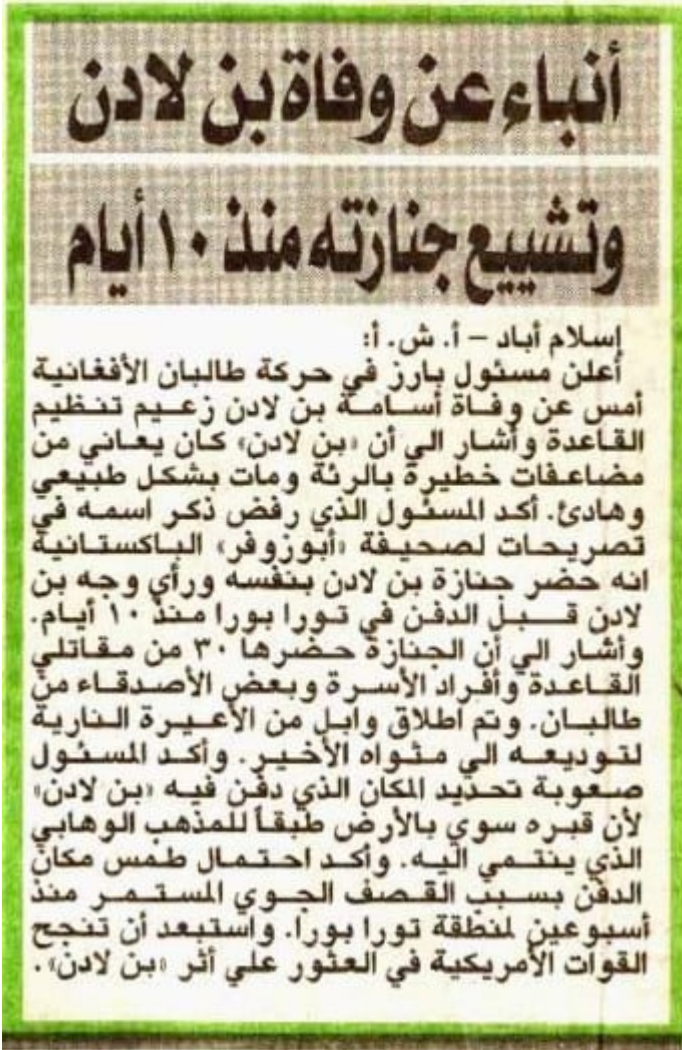 أنباء عن وفاة بن لادن
وتشييع جنازته منذ ١٠ أيام
إسلام أباد – أ. ش. أ:
أعلن مسئول بارز في حركة طالبان الأفغانية
أمس عن وفاة أسامة بن لادن زعيم تنظيم
القاعدة وأشار الي أن «بن لادن» كان يعاني من
مضاعفات خطيرة بالرئة ومات بشكل طبيعي
وهادئ. أكد المسئول الذي رفض ذكر اسمه في
تصريحات لصحيفة «أبوزوفر» الباكستانية
انه حضر جنازة بن لادن بنفسه ورأي وجه بن
لادن قبل الدفن في تورا بورا منذ ١٠ أيام.
وأشار الي أن الجنازة حضرها ٣٠ من مقاتلي
القاعدة وأفراد الأسرة وبعض الأصدقاء من
طالبان. وتم اطلاق وابل من الأعيرة النارية
لتوديعه الي مثواه الأخير. وأكد المسئول
صعوبة تحديد المكان الذي دفن فيه «بن لادن»
لأن قبره سوي بالأرض طبقاً للمذهب الوهابي
الذي ينتمي اليه. وأكد احتمال طمس مكان
الدفن بسبب القصف الجوي المستمر منذ
أسبوعين لمنطقة تورا بورا. واستبعد أن تنجح
القوات الأمريكية في العثور علي أثر «بن لادن».